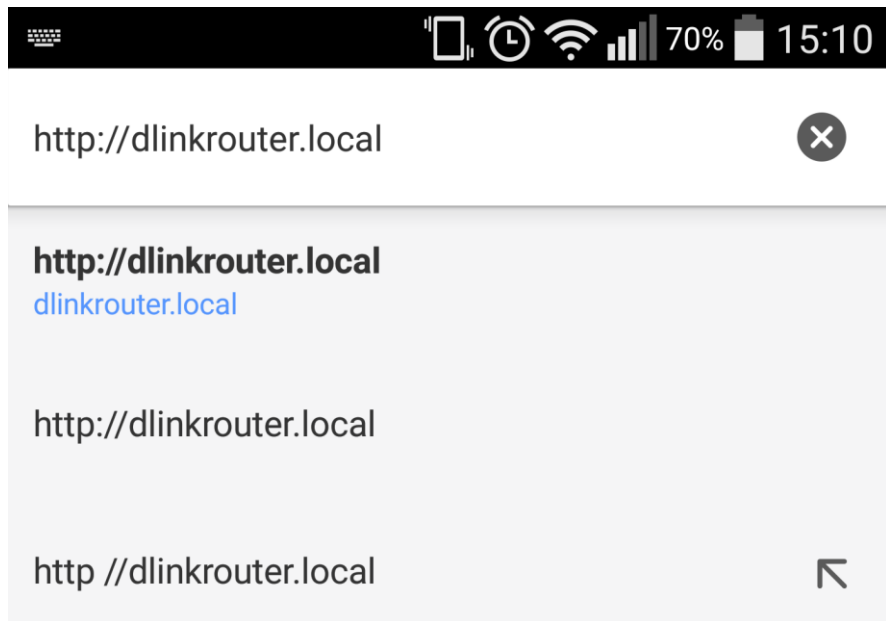 70% 15:10
http://dlinkrouter.local
http://dlinkrouter.local
dlinkrouter.local
http://dlinkrouter.local
http //dlinkrouter.local